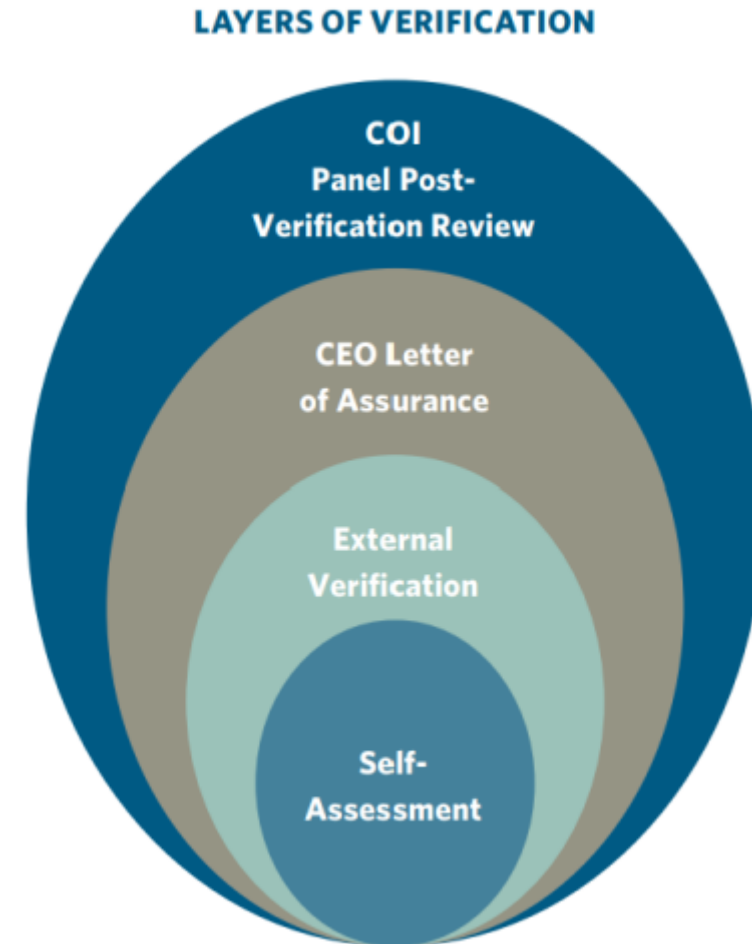 LAYERS OF VERIFICATION
COI
Panel Post-
Verification Review
CEO Letter
of Assurance
External
Verification
Self-
Assessment